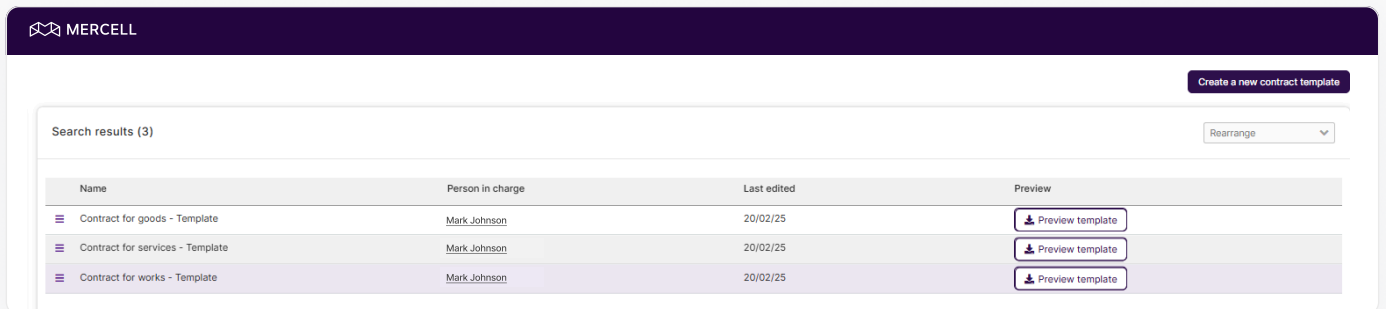 MERCELL
Create a new contract template
Search results (3)
Rearrange
Name Person in charge Last edited Preview
Contract for goods - Template Mark Johnson 20/02/25 Preview template
Contract for services - Template Mark Johnson 20/02/25 Preview template
Contract for works - Template Mark Johnson 20/02/25 Preview template